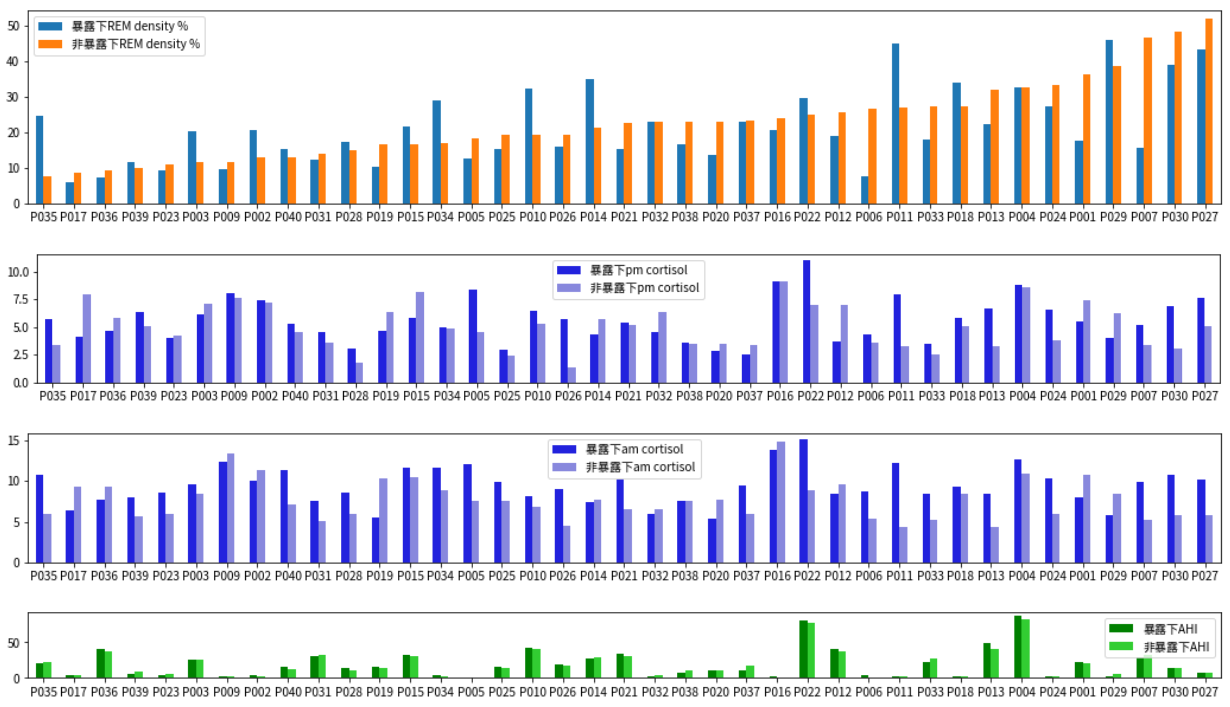 50
40
30
20
10
0
暴露下REM density %
非暴露下REM density %
P035 P017 P036 P039 P023 P003 P009 P002 P040 P031 P028 P019 P015 P034 P005 P025 P010 P026 P014 P021 P032 P038 P020 P037 P016 P022 P012 P006 P011 P033 P018 P013 P004 P024 P001 P029 P007 P030 P027
10.0
7.5
5.0
2.5
0.0
暴露下pm cortisol
非暴露下pm cortisol
P035 P017 P036 P039 P023 P003 P009 P002 P040 P031 P028 P019 P015 P034 P005 P025 P010 P026 P014 P021 P032 P038 P020 P037 P016 P022 P012 P006 P011 P033 P018 P013 P004 P024 P001 P029 P007 P030 P027
15
10
5
0
暴露下am cortisol
非暴露下am cortisol
P035 P017 P036 P039 P023 P003 P009 P002 P040 P031 P028 P019 P015 P034 P005 P025 P010 P026 P014 P021 P032 P038 P020 P037 P016 P022 P012 P006 P011 P033 P018 P013 P004 P024 P001 P029 P007 P030 P027
50
0
暴露下AHI
非暴露下AHI
P035 P017 P036 P039 P023 P003 P009 P002 P040 P031 P028 P019 P015 P034 P005 P025 P010 P026 P014 P021 P032 P038 P020 P037 P016 P022 P012 P006 P011 P033 P018 P013 P004 P024 P001 P029 P007 P030 P027